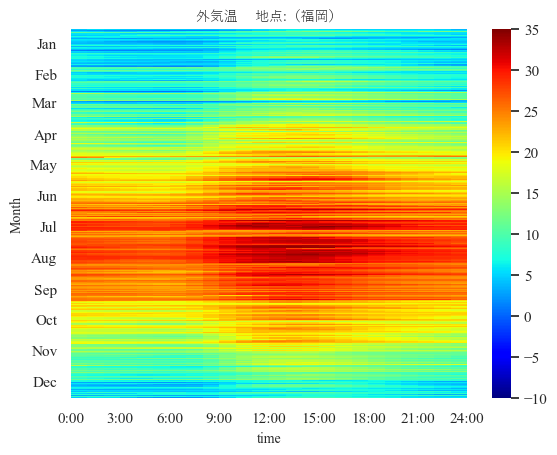 外気温　地点:（福岡）
Month
Jan
Feb
Mar
Apr
May
Jun
Jul
Aug
Sep
Oct
Nov
Dec
0:00 3:00 6:00 9:00 12:00 15:00 18:00 21:00 24:00
time
35
30
25
20
15
10
5
0
−5
−10